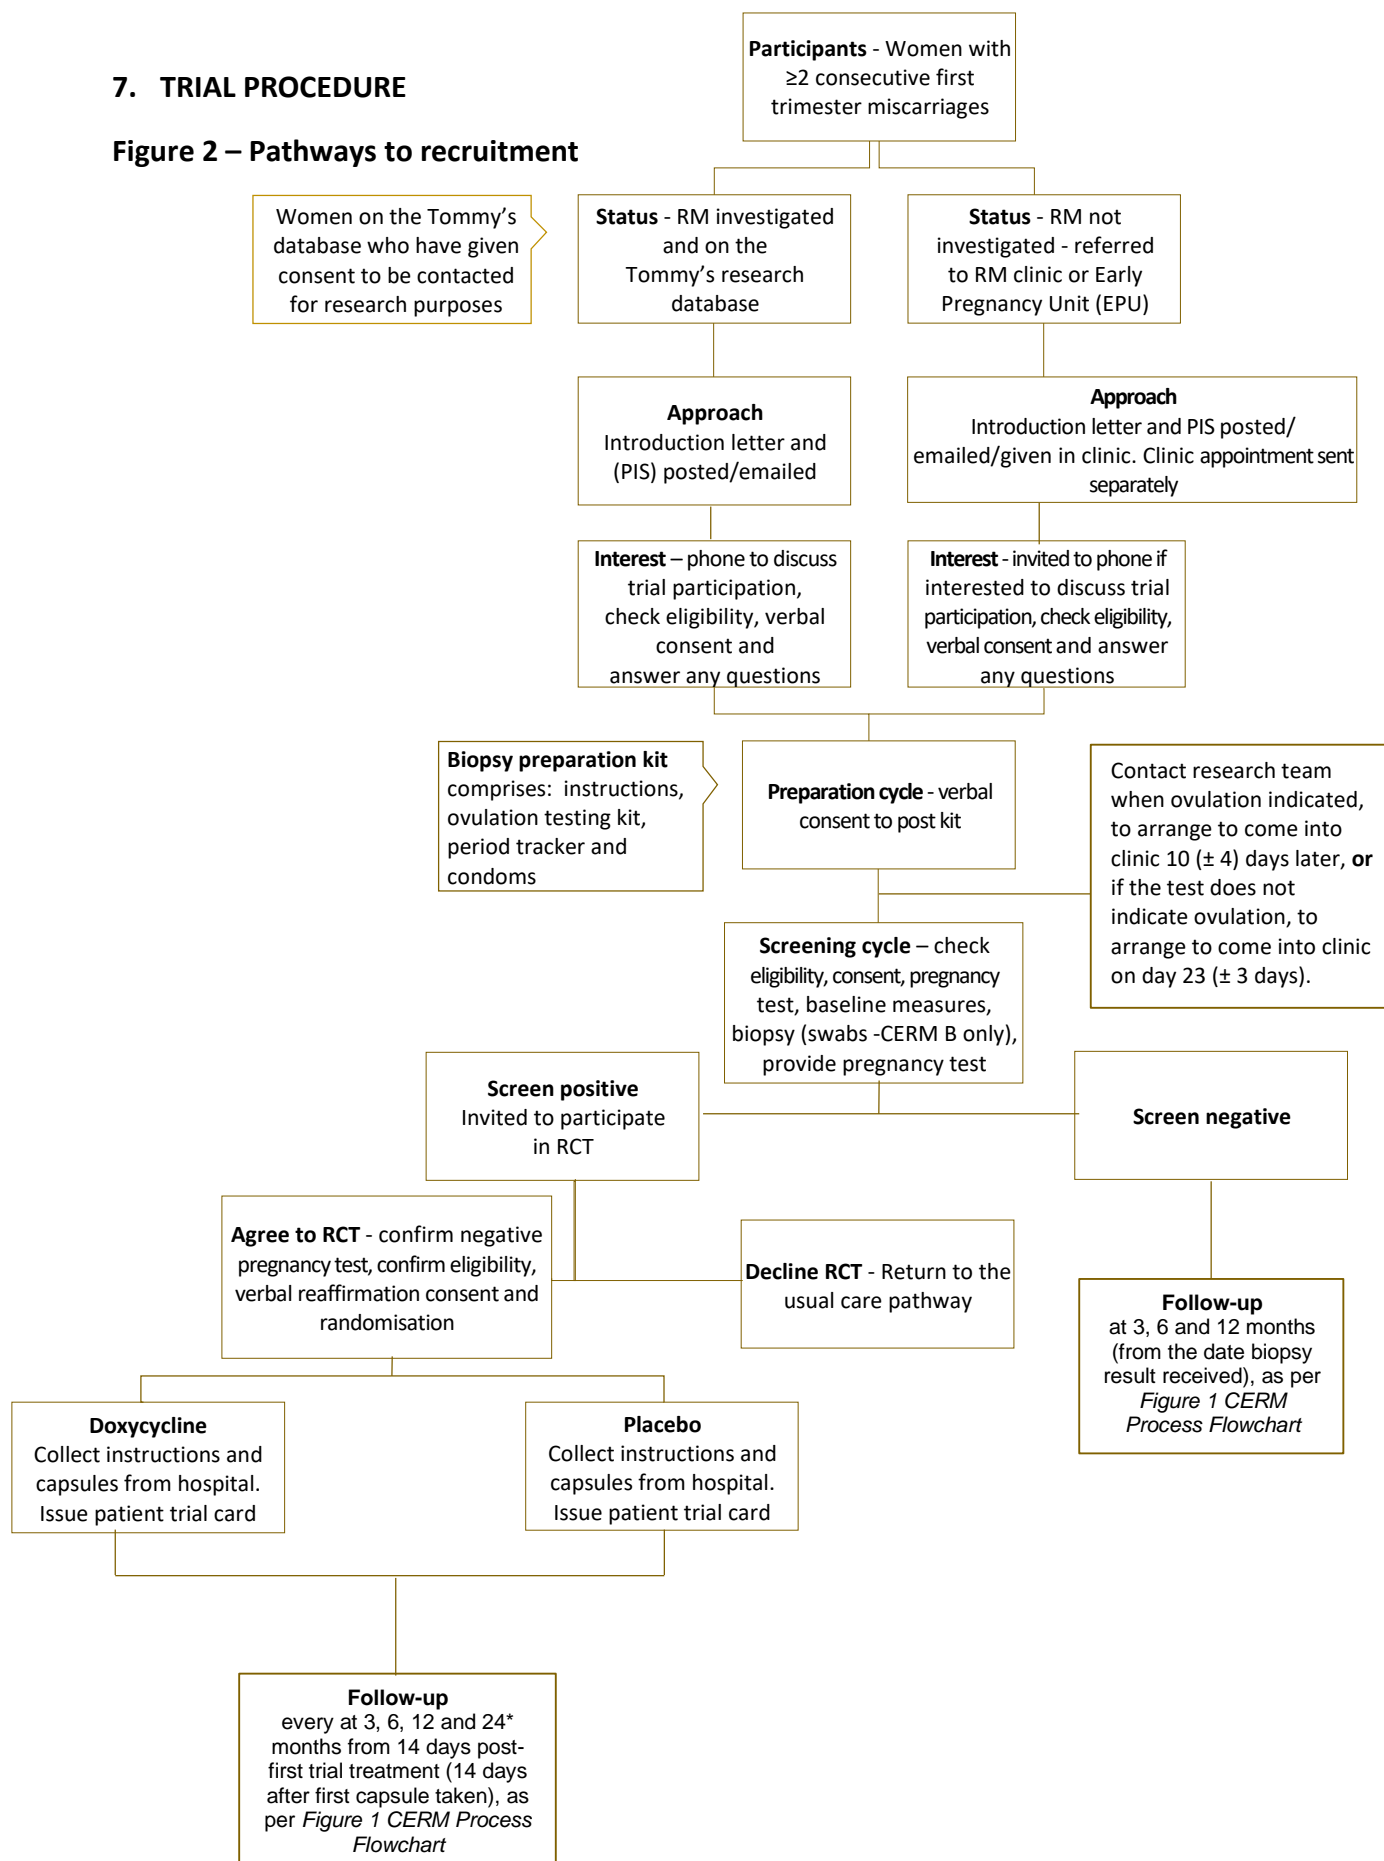 7. TRIAL PROCEDURE
Figure 2 – Pathways to recruitment
Participants - Women with
≥2 consecutive first
trimester miscarriages
Women on the Tommy's
database who have given
consent to be contacted
for research purposes
Status - RM investigated
and on the
Tommy's research
database
Status - RM not
investigated - referred
to RM clinic or Early
Pregnancy Unit (EPU)
Approach
Introduction letter and
(PIS) posted/emailed
Approach
Introduction letter and PIS posted/
emailed/given in clinic. Clinic appointment sent
separately
Interest – phone to discuss
trial participation,
check eligibility, verbal
consent and
answer any questions
Interest - invited to phone if
interested to discuss trial
participation, check eligibility,
verbal consent and answer
any questions
Biopsy preparation kit
comprises: instructions,
ovulation testing kit,
period tracker and
condoms
Preparation cycle - verbal
consent to post kit
Contact research team
when ovulation indicated,
to arrange to come into
clinic 10 (± 4) days later, or
if the test does not
indicate ovulation, to
arrange to come into clinic
on day 23 (± 3 days).
Screening cycle – check
eligibility, consent, pregnancy
test, baseline measures,
biopsy (swabs -CERM B only),
provide pregnancy test
Screen positive
Invited to participate
in RCT
Screen negative
Agree to RCT - confirm negative
pregnancy test, confirm eligibility,
verbal reaffirmation consent and
randomisation
Decline RCT - Return to the
usual care pathway
Follow-up
at 3, 6 and 12 months
(from the date biopsy
result received), as per
Figure 1 CERM
Process Flowchart
Doxycycline
Collect instructions and
capsules from hospital.
Issue patient trial card
Placebo
Collect instructions and
capsules from hospital.
Issue patient trial card
Follow-up
every at 3, 6, 12 and 24*
months from 14 days post-
first trial treatment (14 days
after first capsule taken), as
per Figure 1 CERM Process
Flowchart